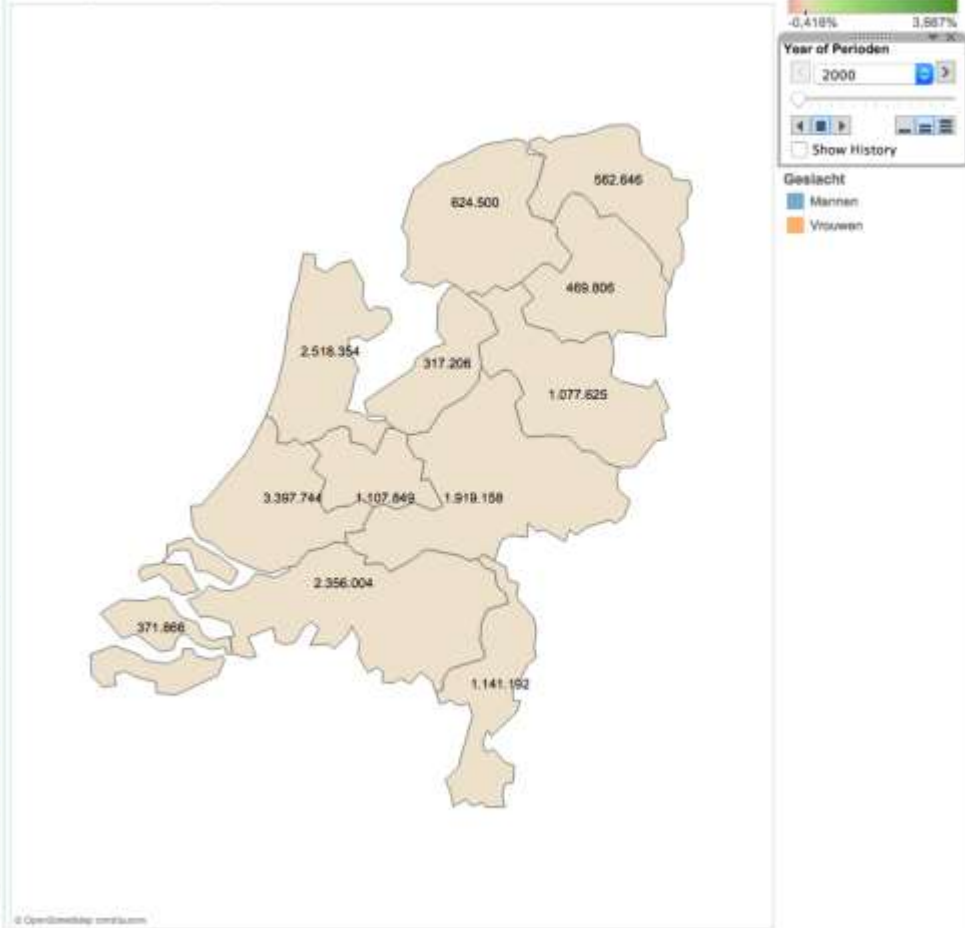 -0,418% 3,667%
Year of Perioden
2000
Show History
Geslacht
Mannen
Vrouwen
562.646
624.500
469.806
2.518.354
317.206
1.077.625
3.397.744
1.107.849
1.919.158
2.356.004
371.866
1.141.192
© OpenStreetMap contributors